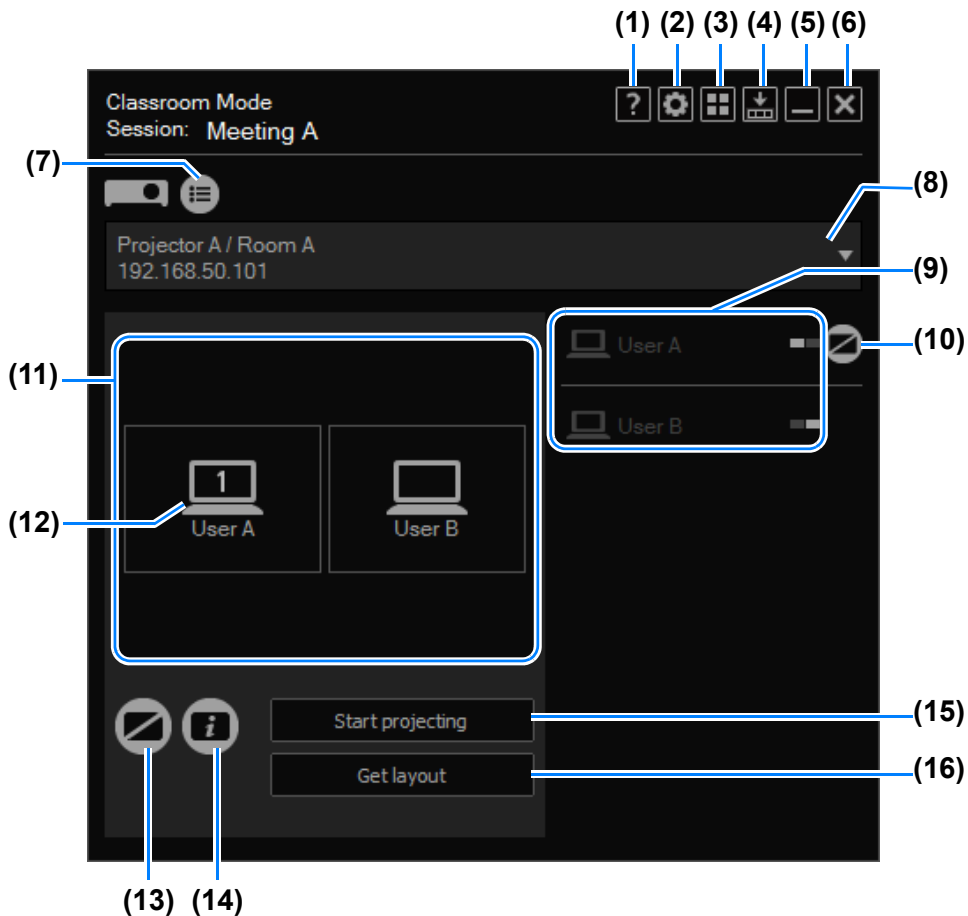 (1) (2) (3) (4) (5) (6)
Classroom Mode
Session: Meeting A
?
(7)
(8)
Projector A / Room A
192.168.50.101
(9)
User A
(10)
(11)
User B
1
(12)
User A
User B
i
Start projecting
(15)
Get layout
(16)
(13) (14)